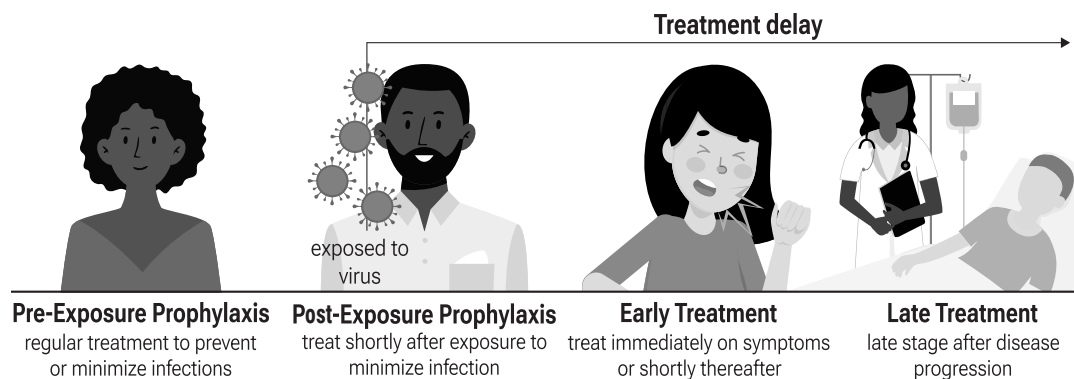 Treatment delay
exposed to
virus
Pre-Exposure Prophylaxis
regular treatment to prevent
or minimize infections
Post-Exposure Prophylaxis
treat shortly after exposure to
minimize infection
Early Treatment
treat immediately on symptoms
or shortly thereafter
Late Treatment
late stage after disease
progression